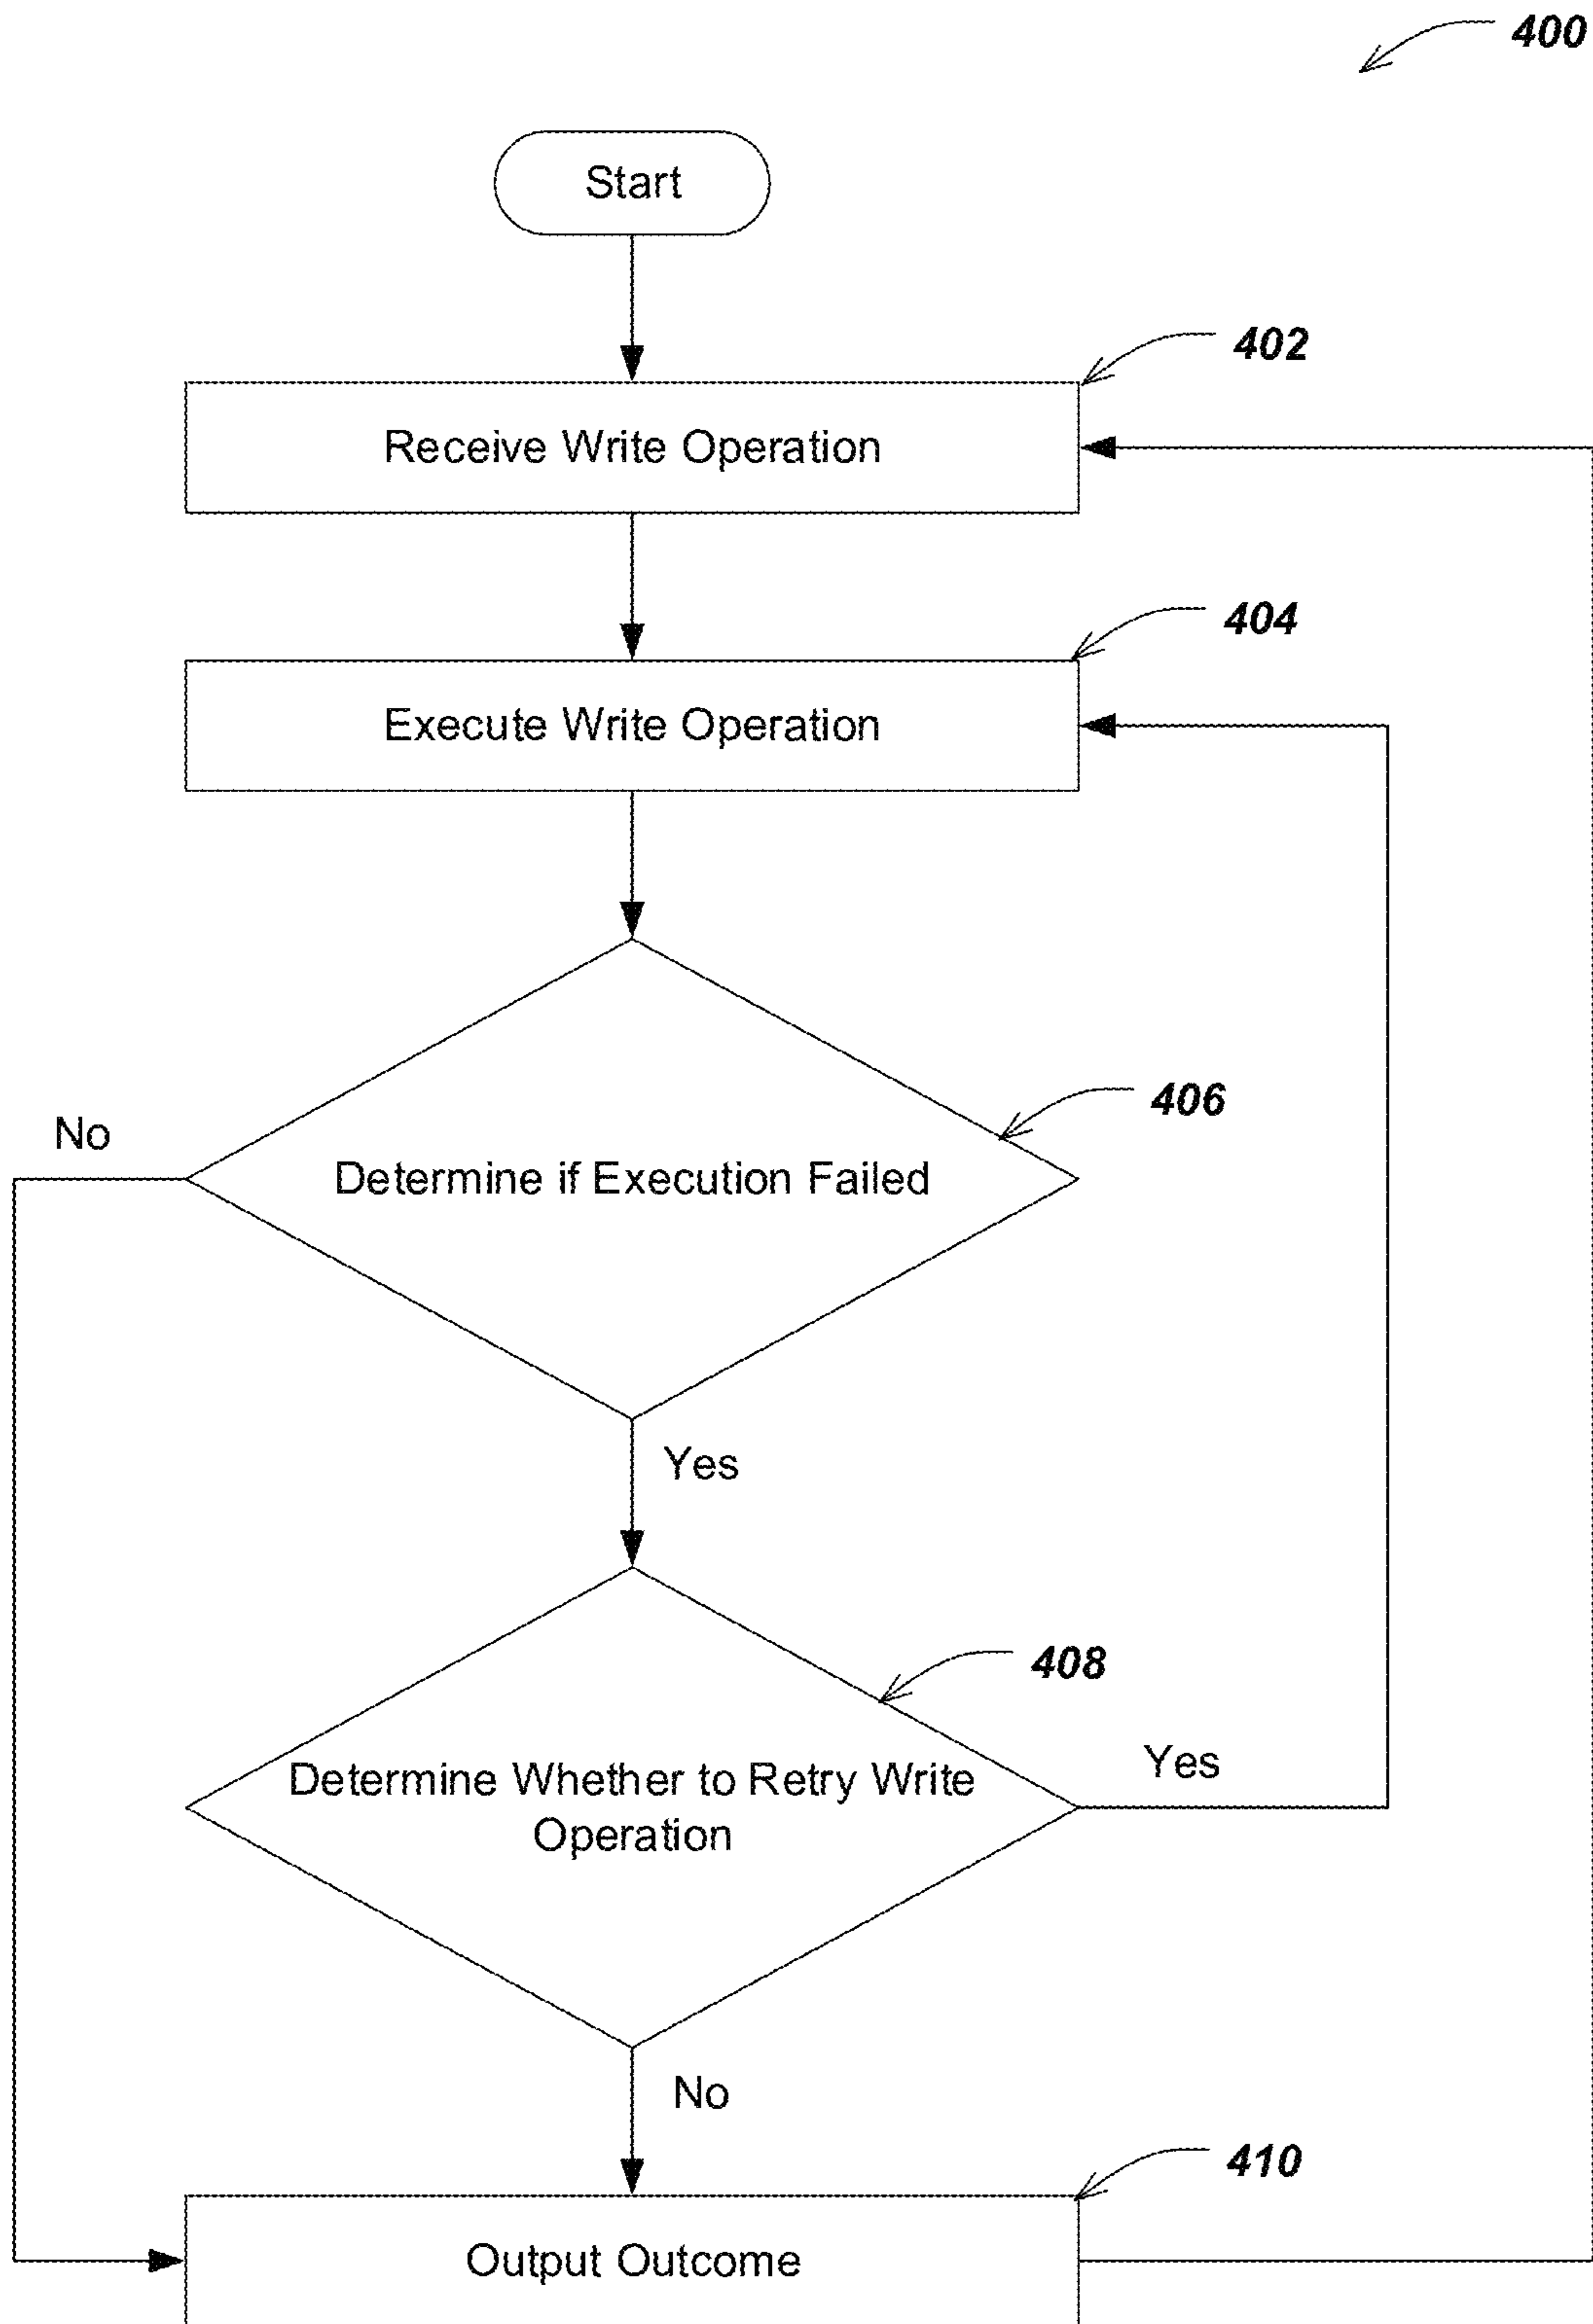 400
Start
402
Receive Write Operation
404
Execute Write Operation
406
No
Determine if Execution Failed
Yes
408
Determine Whether to Retry Write
Operation
Yes
No
410
Output Outcome